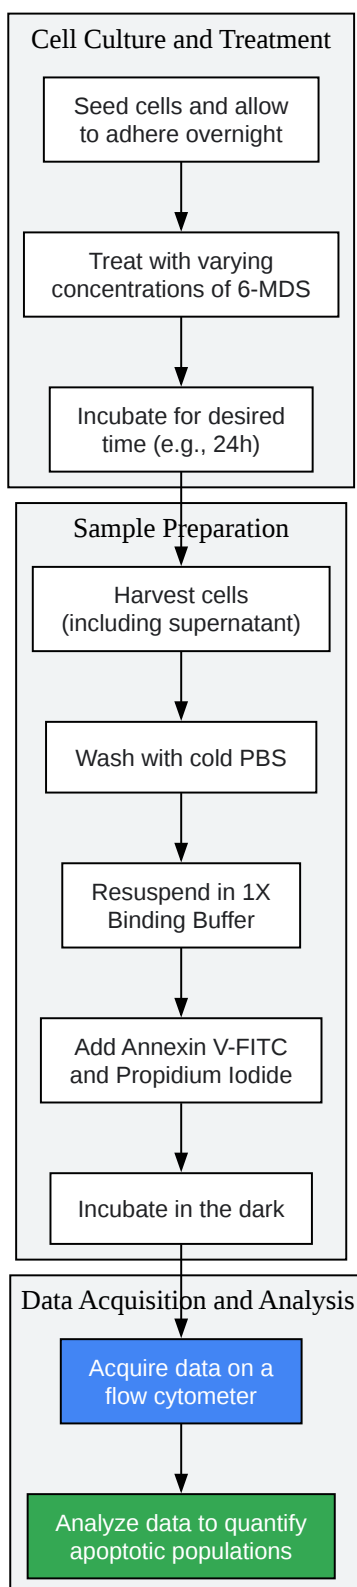 Cell Culture and Treatment
Seed cells and allow
to adhere overnight
Treat with varying
concentrations of 6-MDS
Incubate for desired
time (e.g., 24h)
Sample Preparation
Harvest cells
(including supernatant)
Wash with cold PBS
Resuspend in 1X
Binding Buffer
Add Annexin V-FITC
and Propidium Iodide
Incubate in the dark
Data Acquisition and Analysis
Acquire data on a
flow cytometer
Analyze data to quantify
apoptotic populations